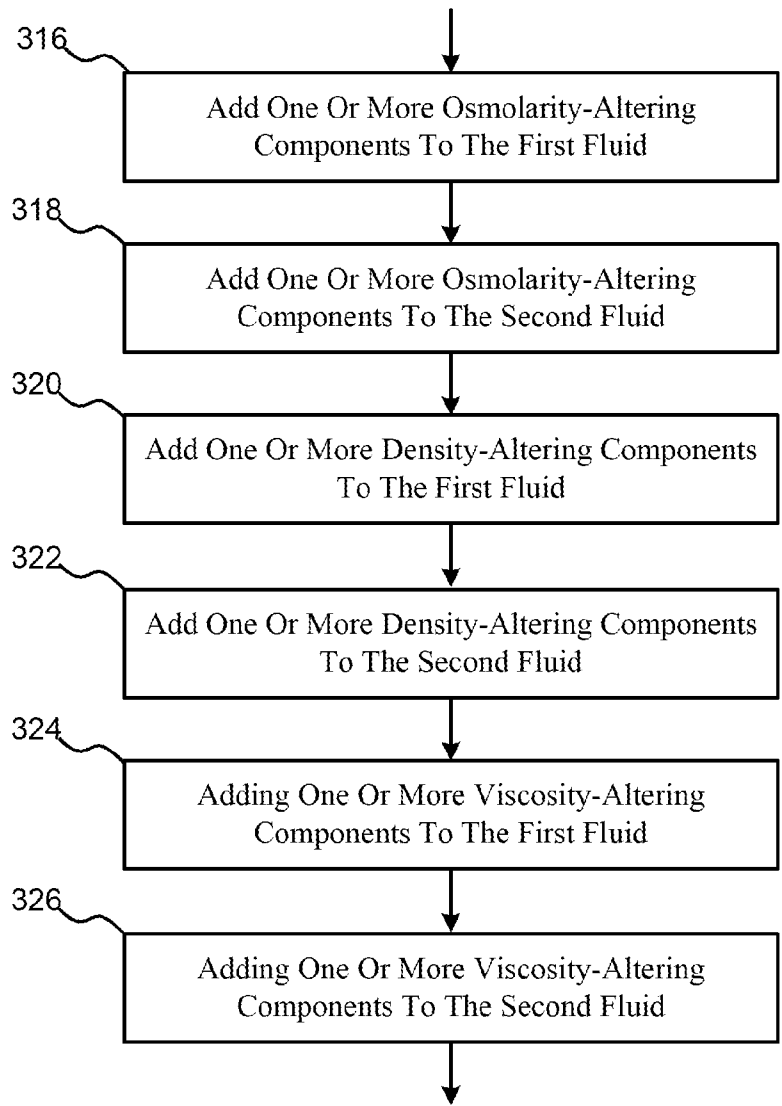 316
Add One Or More Osmolarity-Altering
Components To The First Fluid
318
Add One Or More Osmolarity-Altering
Components To The Second Fluid
320
Add One Or More Density-Altering Components
To The First Fluid
322
Add One Or More Density-Altering Components
To The Second Fluid
324
Adding One Or More Viscosity-Altering
Components To The First Fluid
326
Adding One Or More Viscosity-Altering
Components To The Second Fluid